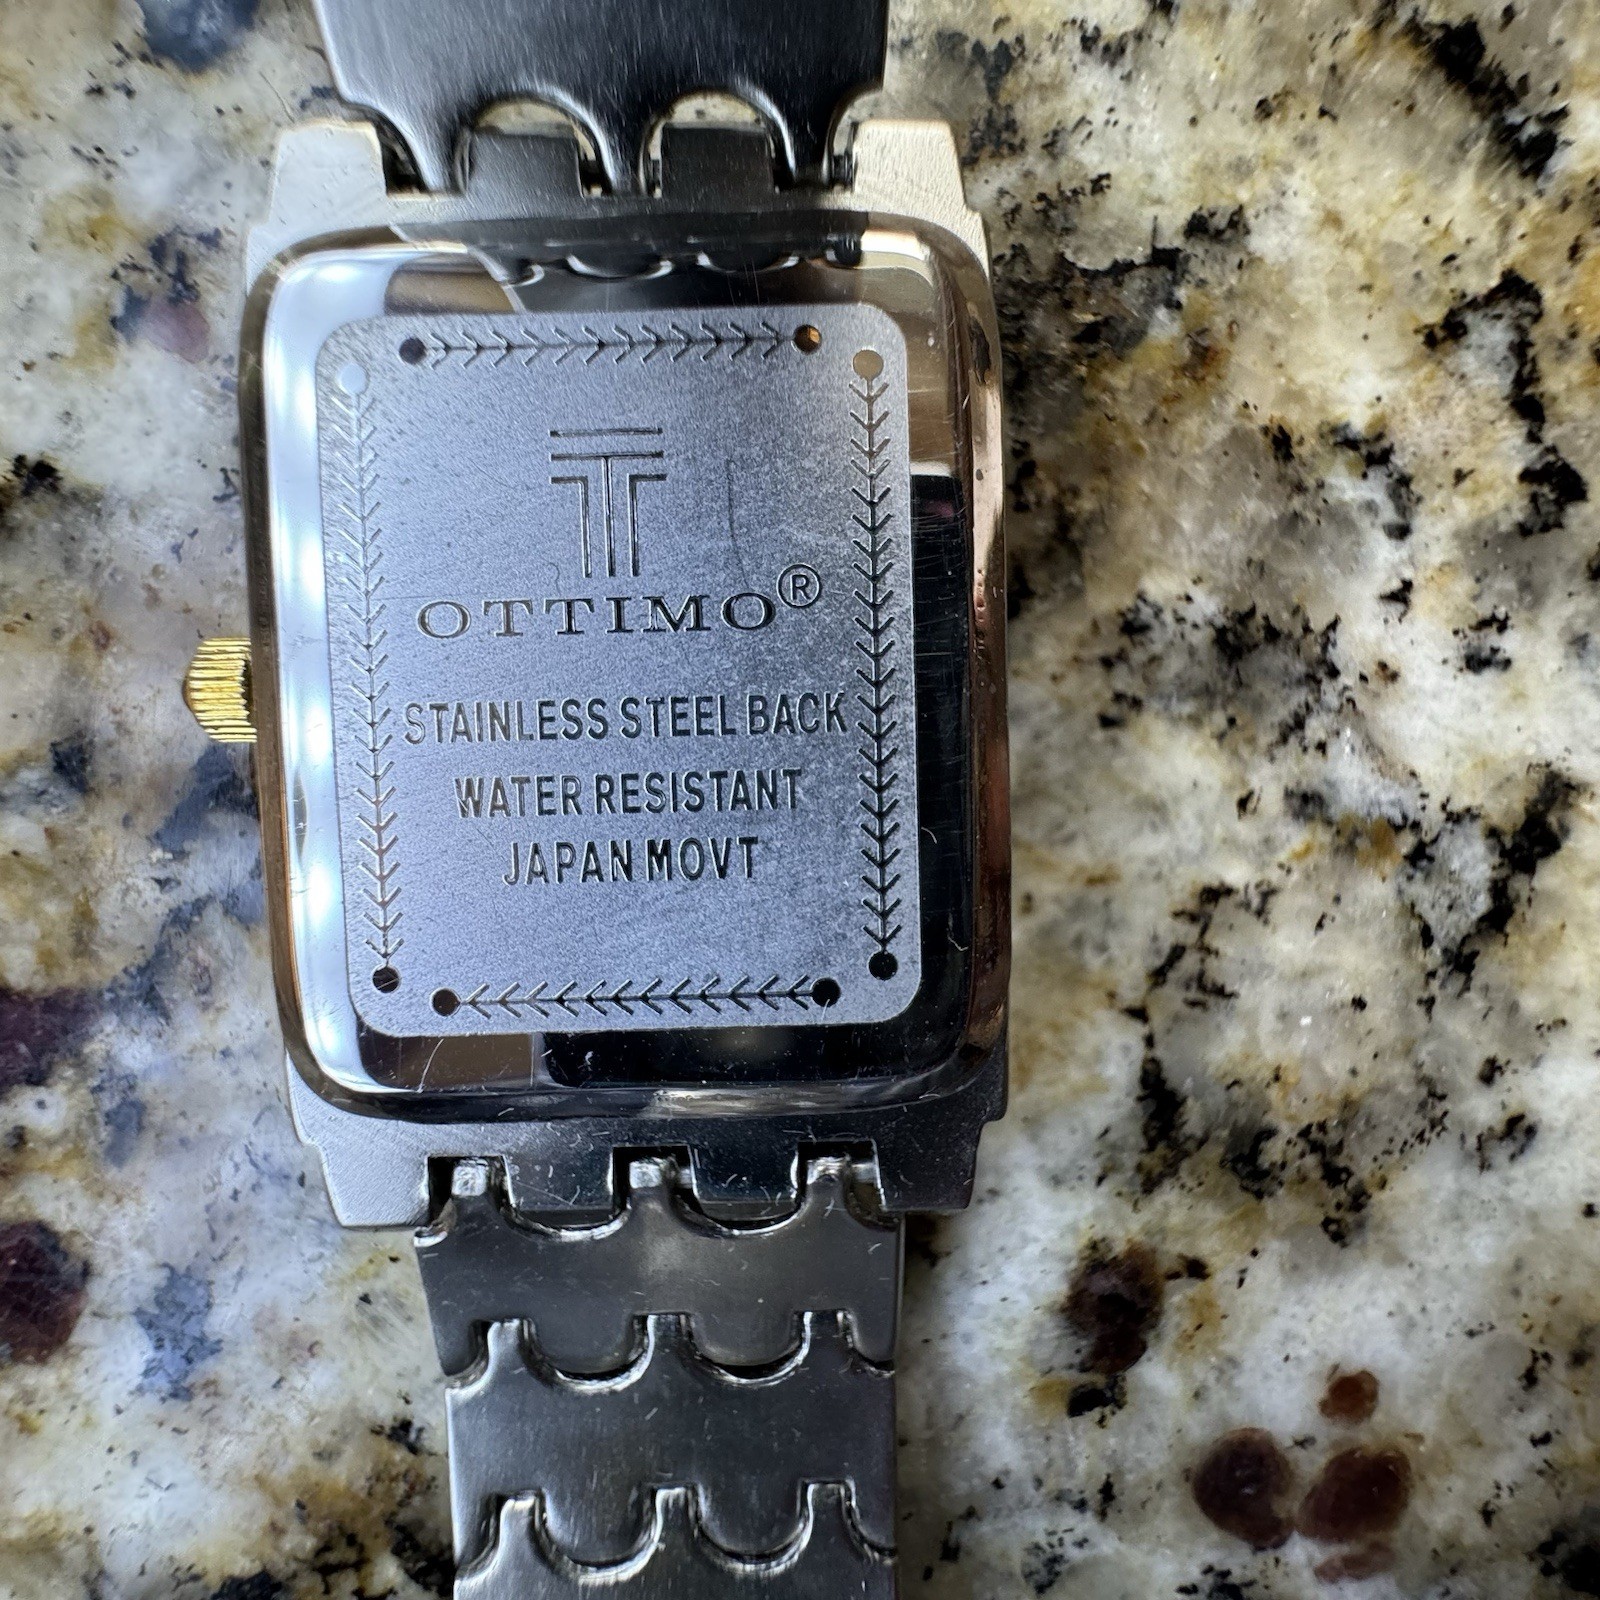 OTTIMO®
STAINLESS STEEL BACK
WATER RESISTANT
JAPAN MOVT